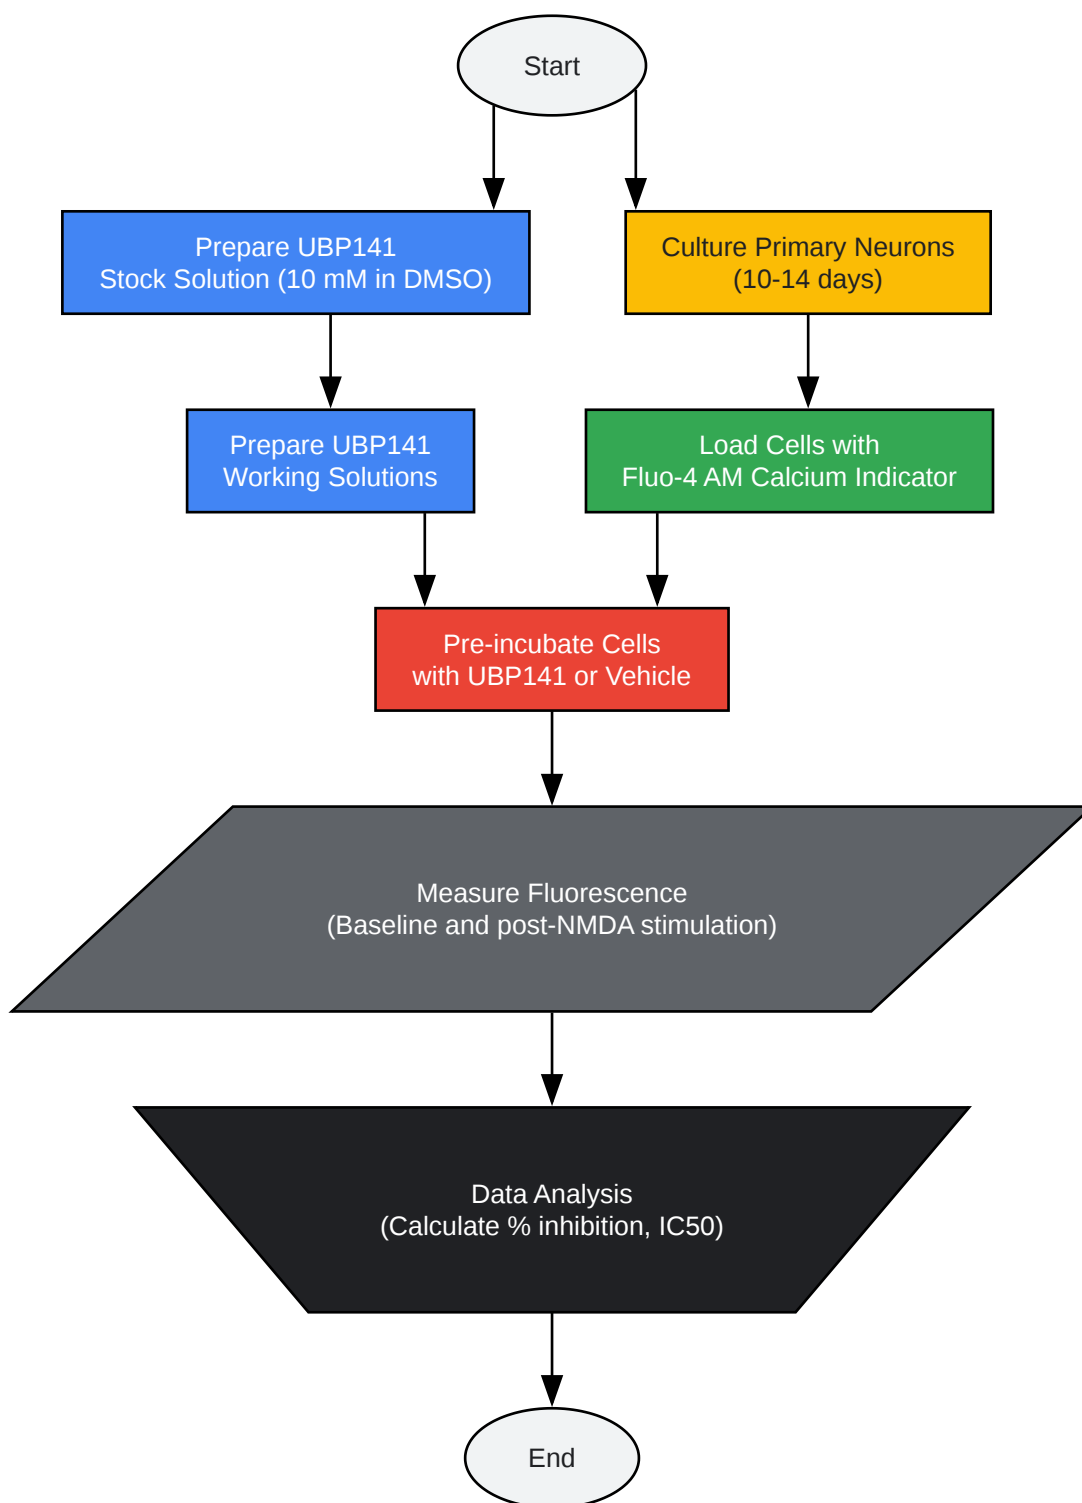 Start
Prepare UBP141
Stock Solution (10 mM in DMSO)
Culture Primary Neurons
(10-14 days)
Prepare UBP141
Working Solutions
Load Cells with
Fluo-4 AM Calcium Indicator
Pre-incubate Cells
with UBP141 or Vehicle
Measure Fluorescence
(Baseline and post-NMDA stimulation)
Data Analysis
(Calculate % inhibition, IC50)
End